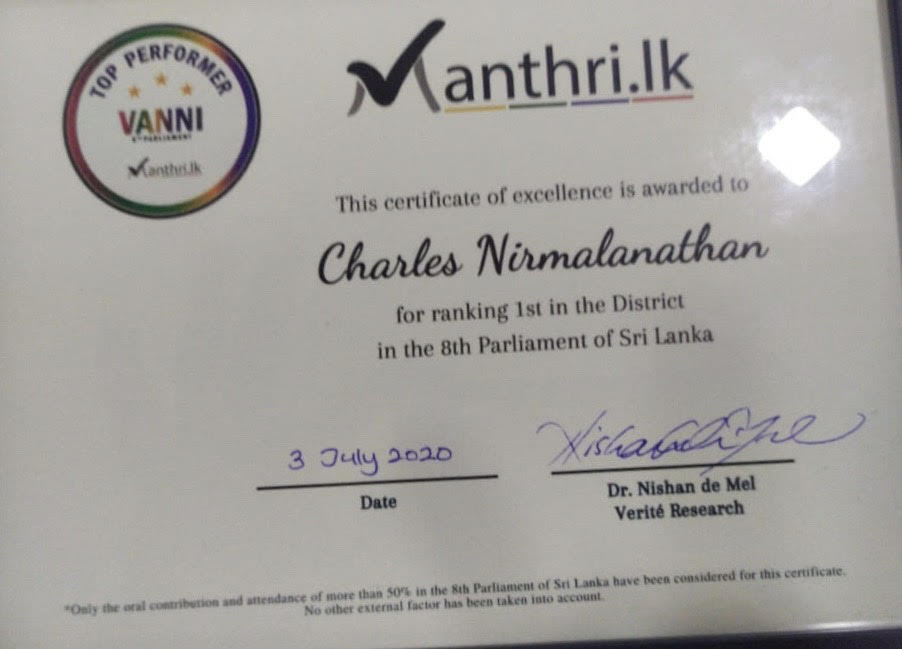 TOP PERFORMER
VANNI
8TH PARLIAMENT
Manthri.lk
Manthri.lk
This certificate of excellence is awarded to
Charles Nirmalanathan
for ranking 1st in the District
in the 8th Parliament of Sri Lanka
3 July 2020
Date
Dr. Nishan de Mel
Verité Research
*Only the oral contribution and attendance of more than 50% in the 8th Parliament of Sri Lanka have been considered for this certificate.
No other external factor has been taken into account.